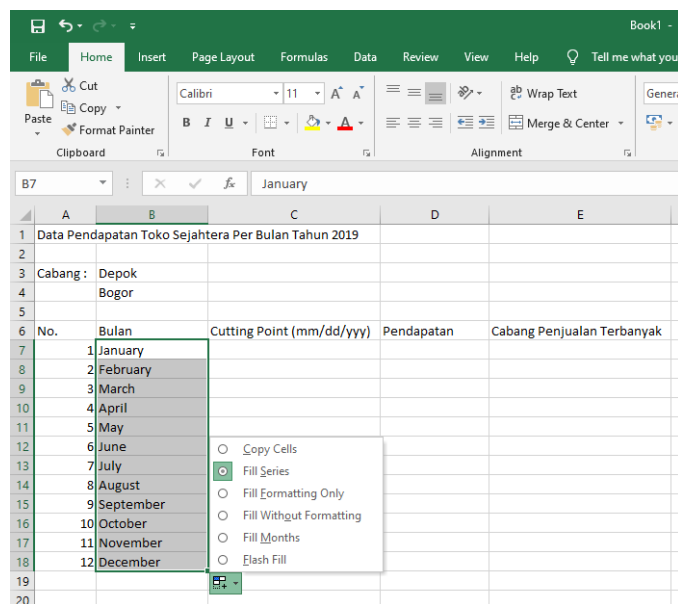 Book1 -
File Home Insert Page Layout Formulas Data Review View Help Tell me what you
Cut
Copy
Paste
Format Painter
Calibri 11 A A
B I U A
ab Wrap Text
Merge & Center
Genera
Clipboard Font Alignment
B7 fx January
A B C D E
1 Data Pendapatan Toko Sejahtera Per Bulan Tahun 2019
2
3 Cabang : Depok
4 Bogor
5
6 No. Bulan Cutting Point (mm/dd/yyy) Pendapatan Cabang Penjualan Terbanyak
7 1 January
8 2 February
9 3 March
10 4 April
11 5 May
12 6 June
13 7 July
14 8 August
15 9 September
16 10 October
17 11 November
18 12 December
19
20
Copy Cells
Fill Series
Fill Formatting Only
Fill Without Formatting
Fill Months
Flash Fill